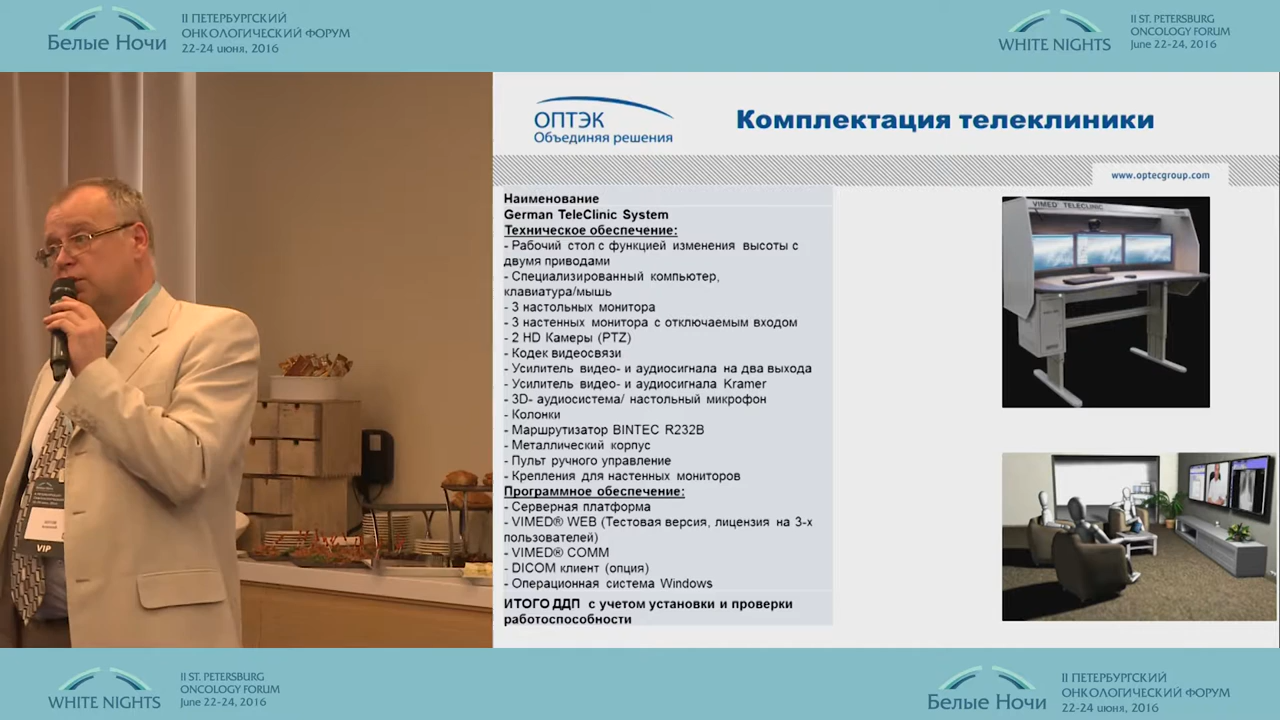 Белые Ночи
II ПЕТЕРБУРГСКИЙ
ОНКОЛОГИЧЕСКИЙ ФОРУМ
22-24 июня, 2016
WHITE NIGHTS
II ST. PETERSBURG
ONCOLOGY FORUM
June 22-24, 2016
ОПТЭК
Объединяя решения
Комплектация телеклиники
www.optecgroup.com
Наименование
German TeleClinic System
Техническое обеспечение:
- Рабочий стол с функцией изменения высоты с
двумя приводами
- Специализированный компьютер,
клавиатура/мышь
- 3 настольных монитора
- 3 настенных монитора с отключаемым входом
- 2 HD Камеры (PTZ)
- Кодек видеосвязи
- Усилитель видео- и аудиосигнала на два выхода
- Усилитель видео- и аудиосигнала Kramer
- 3D- аудиосистема/ настольный микрофон
- Колонки
- Маршрутизатор BINTEC R232B
- Металлический корпус
- Пульт ручного управление
- Крепления для настенных мониторов
Программное обеспечение:
- Серверная платформа
- VIMED® WEB (Тестовая версия, лицензия на 3-х
пользователей)
- VIMED® COMM
- DICOM клиент (опция)
- Операционная система Windows
ИТОГО ДДП с учетом установки и проверки
работоспособности
VIMED® TELECLINIC
VIP
WHITE NIGHTS
II ST. PETERSBURG
ONCOLOGY FORUM
June 22-24, 2016
Белые Ночи
II ПЕТЕРБУРГСКИЙ
ОНКОЛОГИЧЕСКИЙ ФОРУМ
22-24 июня, 2016